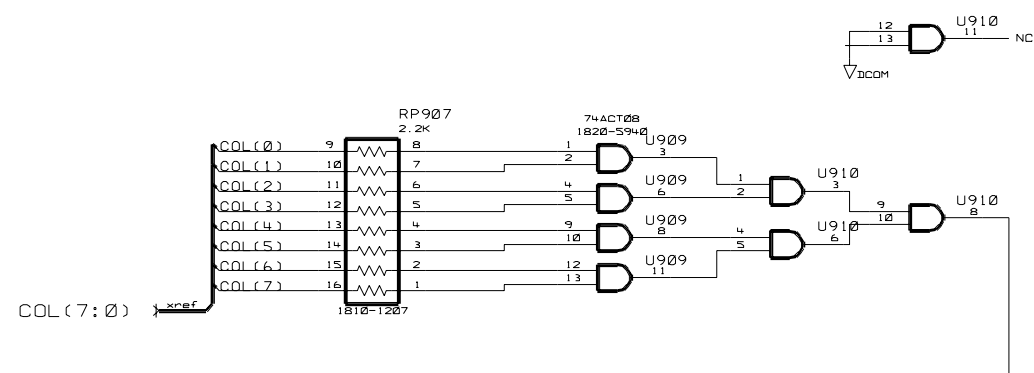 12 U910
13 11 NC
DCOM
RP907
2.2K
74ACT08
1820-5940
COL(0) 9 8 1 U909
3
COL(1) 10 7 2
COL(2) 11 6 4 U909
6
COL(3) 12 5 5
COL(4) 13 4 9 U909
8
COL(5) 14 3 10
COL(6) 15 2 12 U909
11
COL(7) 16 1 13
1 U910
2 3
4 U910
5 6
9 U910
10 8
COL(7:0) xref
1810-1207